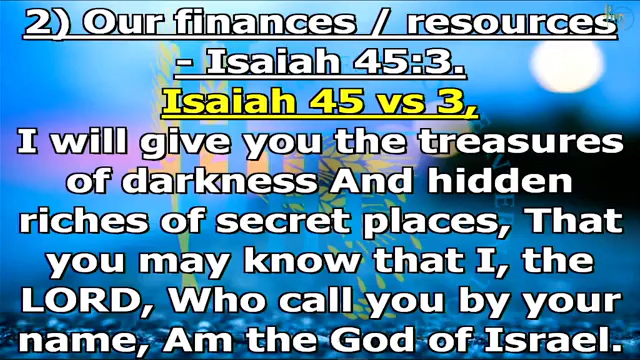 2) Our finances / resources
- Isaiah 45:3.
Isaiah 45 vs 3,
I will give you the treasures
of darkness And hidden
riches of secret places, That
you may know that I, the
LORD, Who call you by your
name, Am the God of Israel.